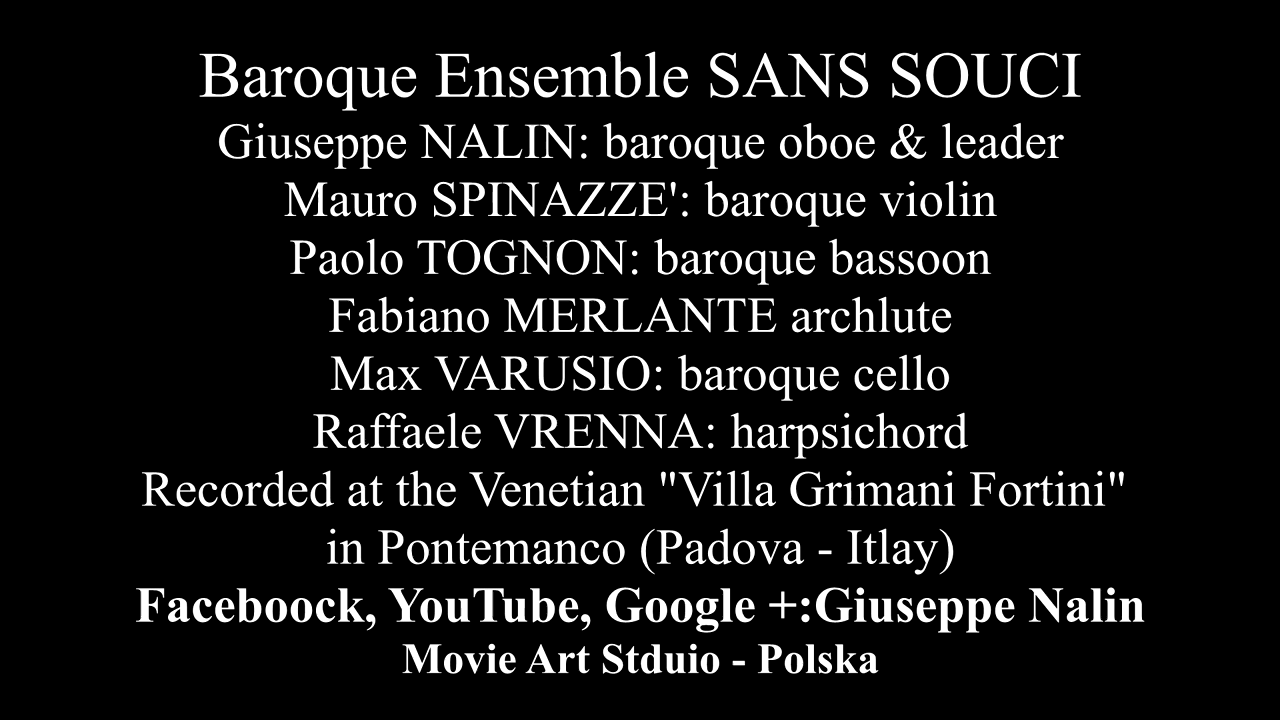 Baroque Ensemble SANS SOUCI
Giuseppe NALIN: baroque oboe & leader
Mauro SPINAZZE': baroque violin
Paolo TOGNON: baroque bassoon
Fabiano MERLANTE archlute
Max VARUSIO: baroque cello
Raffaele VRENNA: harpsichord
Recorded at the Venetian "Villa Grimani Fortini"
in Pontemanco (Padova - Itlay)
Faceboock, YouTube, Google +:Giuseppe Nalin
Movie Art Stduio - Polska